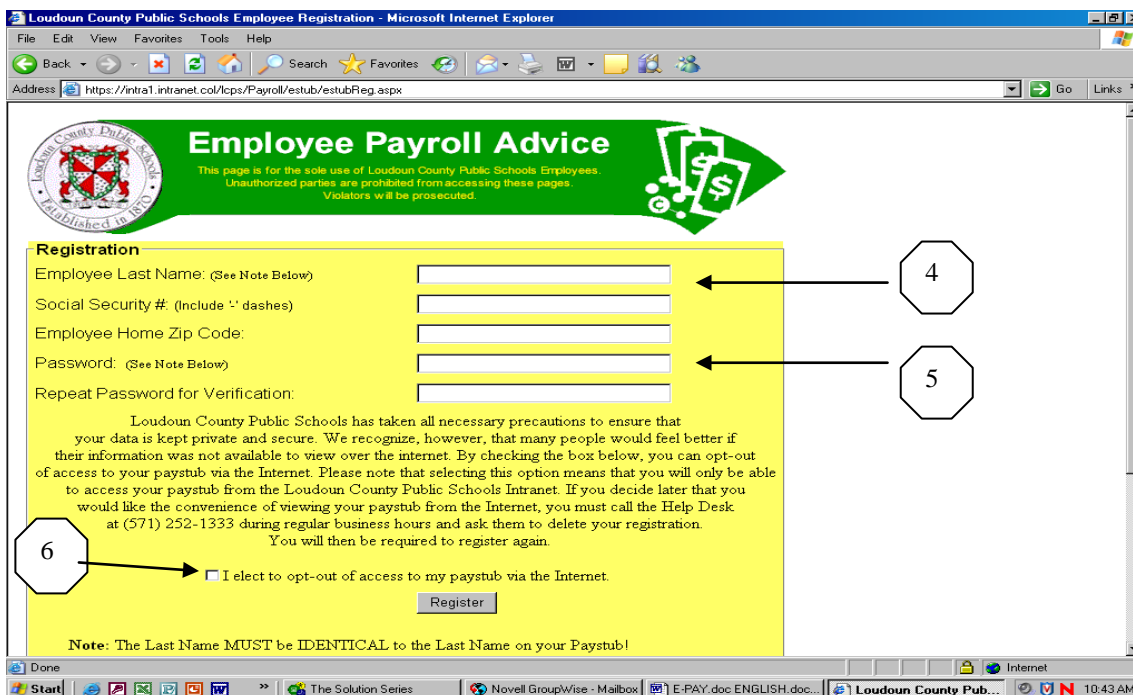 Loudoun County Public Schools Employee Registration - Microsoft Internet Explorer
File Edit View Favorites Tools Help
Back Search Favorites
Address https://intra1.intranet.col/lcps/Payroll/estub/estubReg.aspx Go Links
Loudoun County Public Schools
Established in 1870
Employee Payroll Advice
This page is for the sole use of Loudoun County Public Schools Employees.
Unauthorized parties are prohibited from accessing these pages.
Violators will be prosecuted.
Registration
Employee Last Name: (See Note Below)
4
Social Security #: (Include '-' dashes)
Employee Home Zip Code:
Password: (See Note Below)
5
Repeat Password for Verification:
Loudoun County Public Schools has taken all necessary precautions to ensure that
your data is kept private and secure. We recognize, however, that many people would feel better if
their information was not available to view over the internet. By checking the box below, you can opt-out
of access to your paystub via the Internet. Please note that selecting this option means that you will only be able
to access your paystub from the Loudoun County Public Schools Intranet. If you decide later that you
would like the convenience of viewing your paystub from the Internet, you must call the Help Desk
at (571) 252-1333 during regular business hours and ask them to delete your registration.
You will then be required to register again.
6
I elect to opt-out of access to my paystub via the Internet.
Register
Note: The Last Name MUST be IDENTICAL to the Last Name on your Paystub!
Done Internet
Start » The Solution Series Novell GroupWise - Mailbox E-PAY.doc ENGLISH.doc... Loudoun County Pub... 10:43 AM